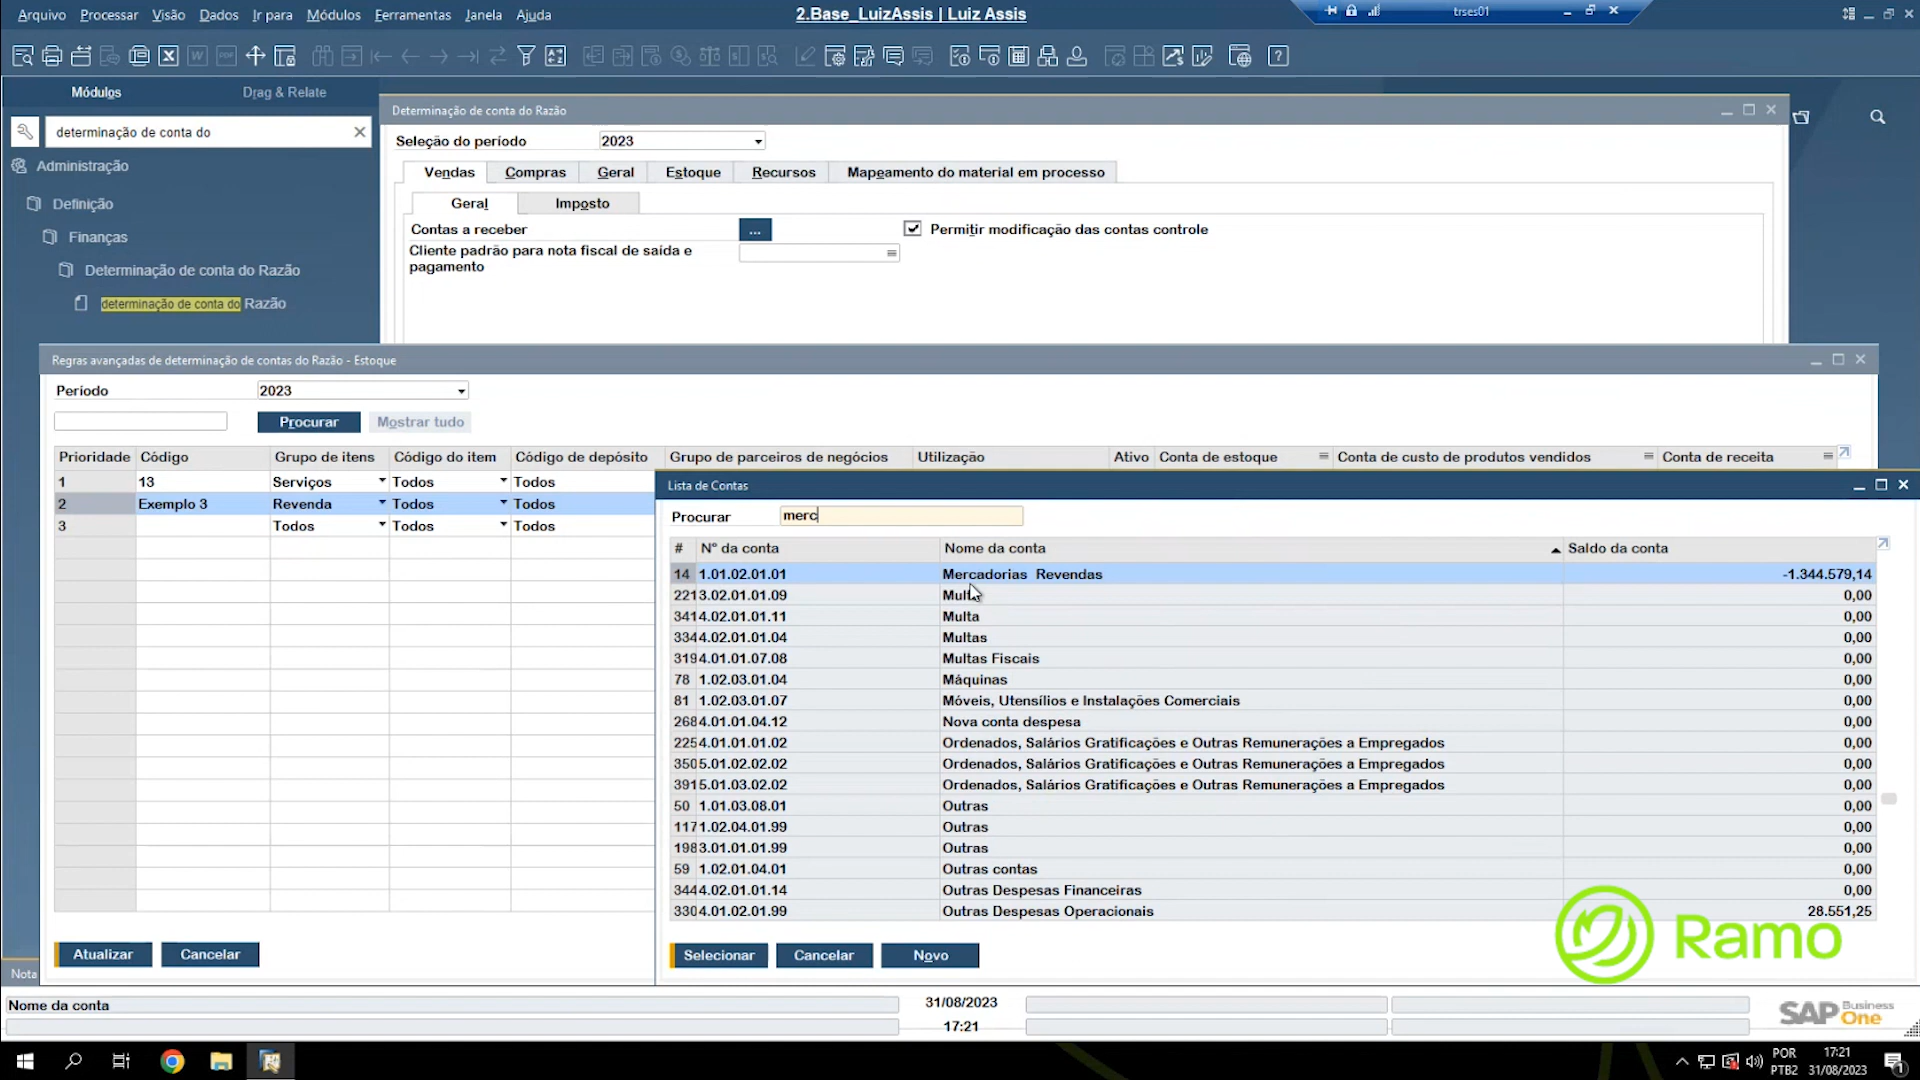 Arquivo Processar Visão Dados Ir para Módulos Ferramentas Janela Ajuda
2.Base_LuizAssis | Luiz Assis
trses01
Módulos Drag & Relate
determinação de conta do
Administração
Definição
Finanças
Determinação de conta do Razão
determinação de conta do Razão
Determinação de conta do Razão
Seleção do período 2023
Vendas Compras Geral Estoque Recursos Mapeamento do material em processo
Geral Imposto
Contas a receber ... Permitir modificação das contas controle
Cliente padrão para nota fiscal de saída e
pagamento
Regras avançadas de determinação de contas do Razão - Estoque
Período 2023
Procurar Mostrar tudo
Prioridade Código Grupo de itens Código do item Código de depósito Grupo de parceiros de negócios Utilização Ativo Conta de estoque Conta de custo de produtos vendidos Conta de receita
1 13 Serviços Todos Todos
2 Exemplo 3 Revenda Todos Todos
3 Todos Todos Todos
Atualizar Cancelar
Lista de Contas
Procurar merc
# Nº da conta Nome da conta Saldo da conta
14 1.01.02.01.01 Mercadorias Revendas -1.344.579,14
221 3.02.01.01.09 Multa 0,00
341 4.02.01.01.11 Multa 0,00
334 4.02.01.01.04 Multas 0,00
319 4.01.01.07.08 Multas Fiscais 0,00
78 1.02.03.01.04 Máquinas 0,00
81 1.02.03.01.07 Móveis, Utensílios e Instalações Comerciais 0,00
268 4.01.01.04.12 Nova conta despesa 0,00
225 4.01.01.01.02 Ordenados, Salários Gratificações e Outras Remunerações a Empregados 0,00
350 5.01.02.02.02 Ordenados, Salários Gratificações e Outras Remunerações a Empregados 0,00
391 5.01.03.02.02 Ordenados, Salários Gratificações e Outras Remunerações a Empregados 0,00
50 1.01.03.08.01 Outras 0,00
117 1.02.04.01.99 Outras 0,00
198 3.01.01.01.99 Outras 0,00
59 1.02.01.04.01 Outras contas 0,00
344 4.02.01.01.14 Outras Despesas Financeiras 0,00
330 4.01.02.01.99 Outras Despesas Operacionais 28.551,25
Selecionar Cancelar Novo
Ramo
Nota
Nome da conta 31/08/2023
17:21
SAP Business One
POR
PTB2
17:21
31/08/2023
1